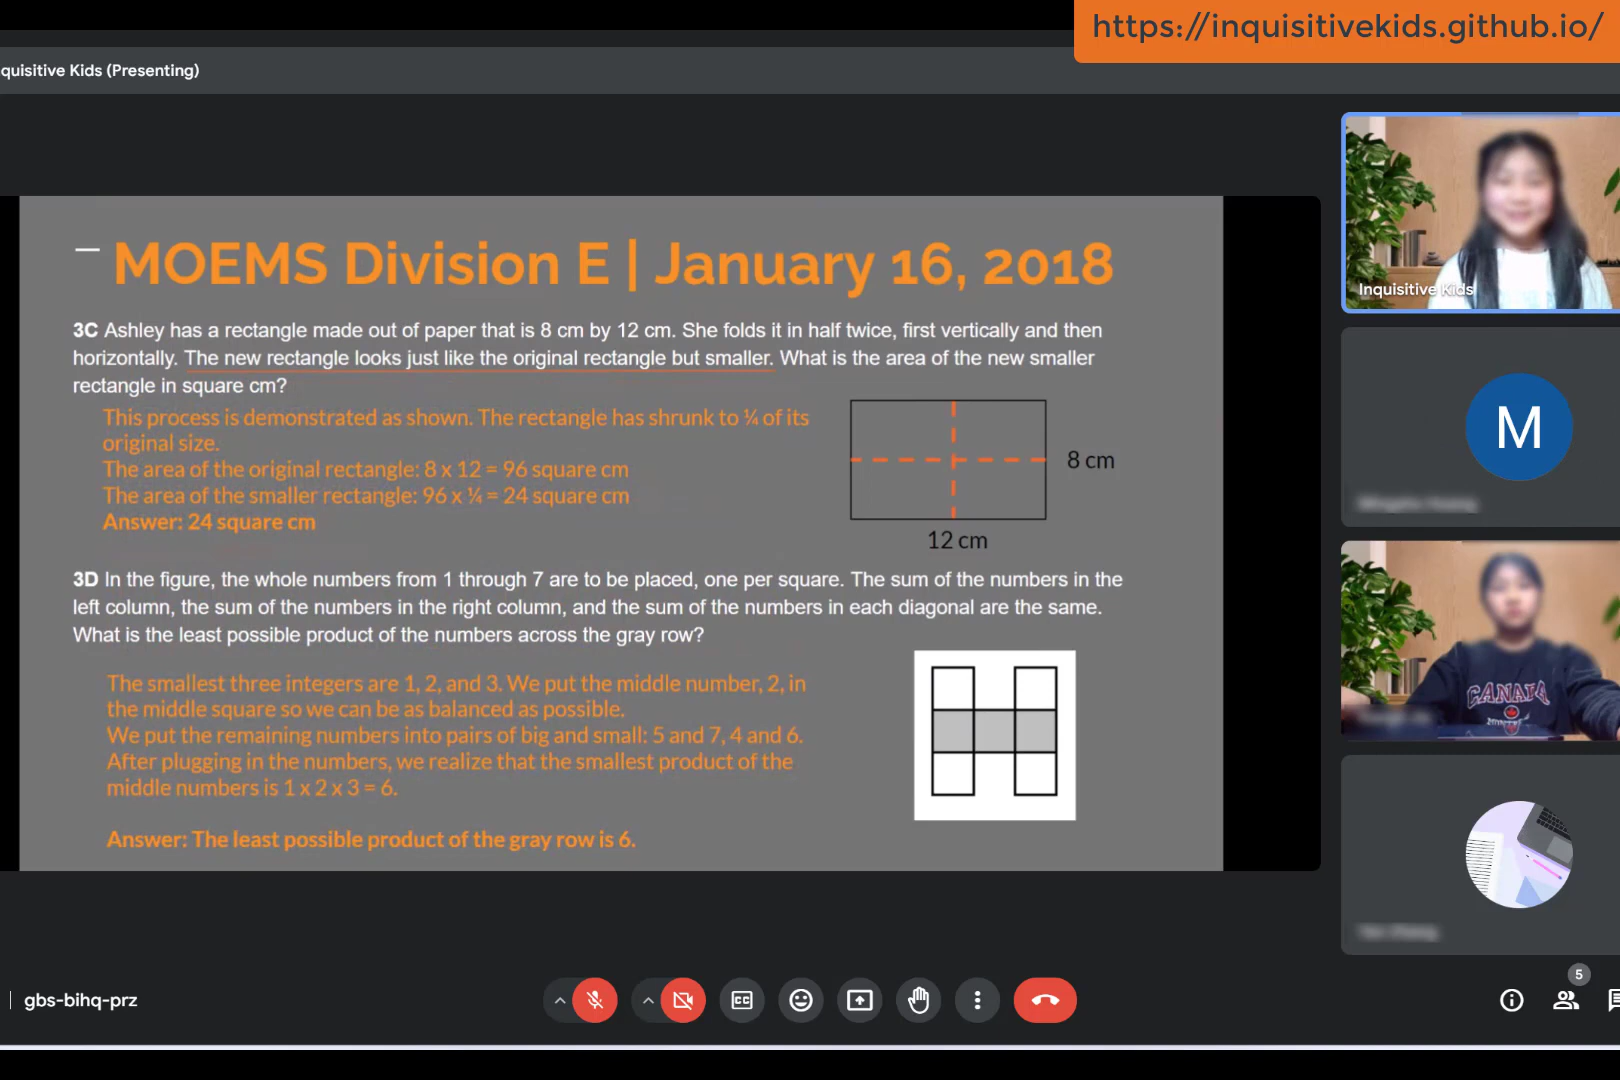 https://inquisitivekids.github.io/
quisitive Kids (Presenting)
MOEMS Division E | January 16, 2018
3C Ashley has a rectangle made out of paper that is 8 cm by 12 cm. She folds it in half twice, first vertically and then
horizontally. The new rectangle looks just like the original rectangle but smaller. What is the area of the new smaller
rectangle in square cm?
This process is demonstrated as shown. The rectangle has shrunk to ¼ of its
original size.
The area of the original rectangle: 8 x 12 = 96 square cm
The area of the smaller rectangle: 96 x ¼ = 24 square cm
Answer: 24 square cm
8 cm
12 cm
3D In the figure, the whole numbers from 1 through 7 are to be placed, one per square. The sum of the numbers in the
left column, the sum of the numbers in the right column, and the sum of the numbers in each diagonal are the same.
What is the least possible product of the numbers across the gray row?
The smallest three integers are 1, 2, and 3. We put the middle number, 2, in
the middle square so we can be as balanced as possible.
We put the remaining numbers into pairs of big and small: 5 and 7, 4 and 6.
After plugging in the numbers, we realize that the smallest product of the
middle numbers is 1 x 2 x 3 = 6.
Answer: The least possible product of the gray row is 6.
Inquisitive Kids
M
CANADA
gbs-bihq-prz
CC
5